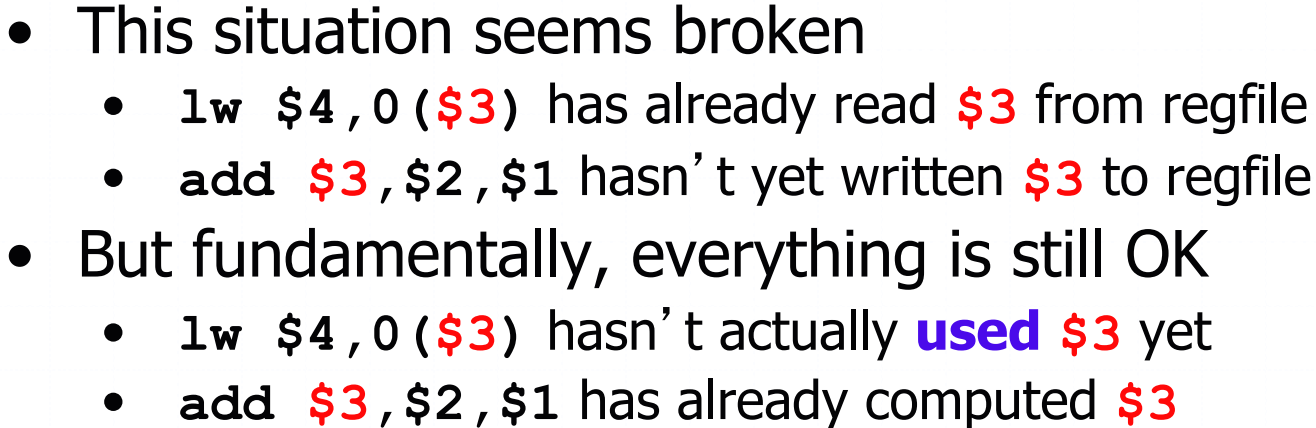 • This situation seems broken
• lw $4,0($3) has already read $3 from regfile
• add $3,$2,$1 hasn't yet written $3 to regfile
• But fundamentally, everything is still OK
• lw $4,0($3) hasn't actually used $3 yet
• add $3,$2,$1 has already computed $3